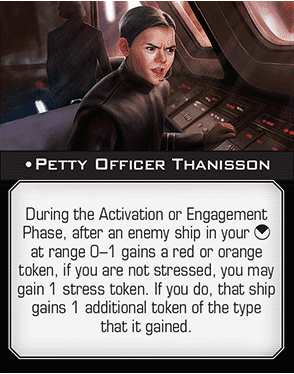 •Petty Officer Thanisson
During the Activation or Engagement
Phase, after an enemy ship in your
at range 0–1 gains a red or orange
token, if you are not stressed, you may
gain 1 stress token. If you do, that ship
gains 1 additional token of the type
that it gained.